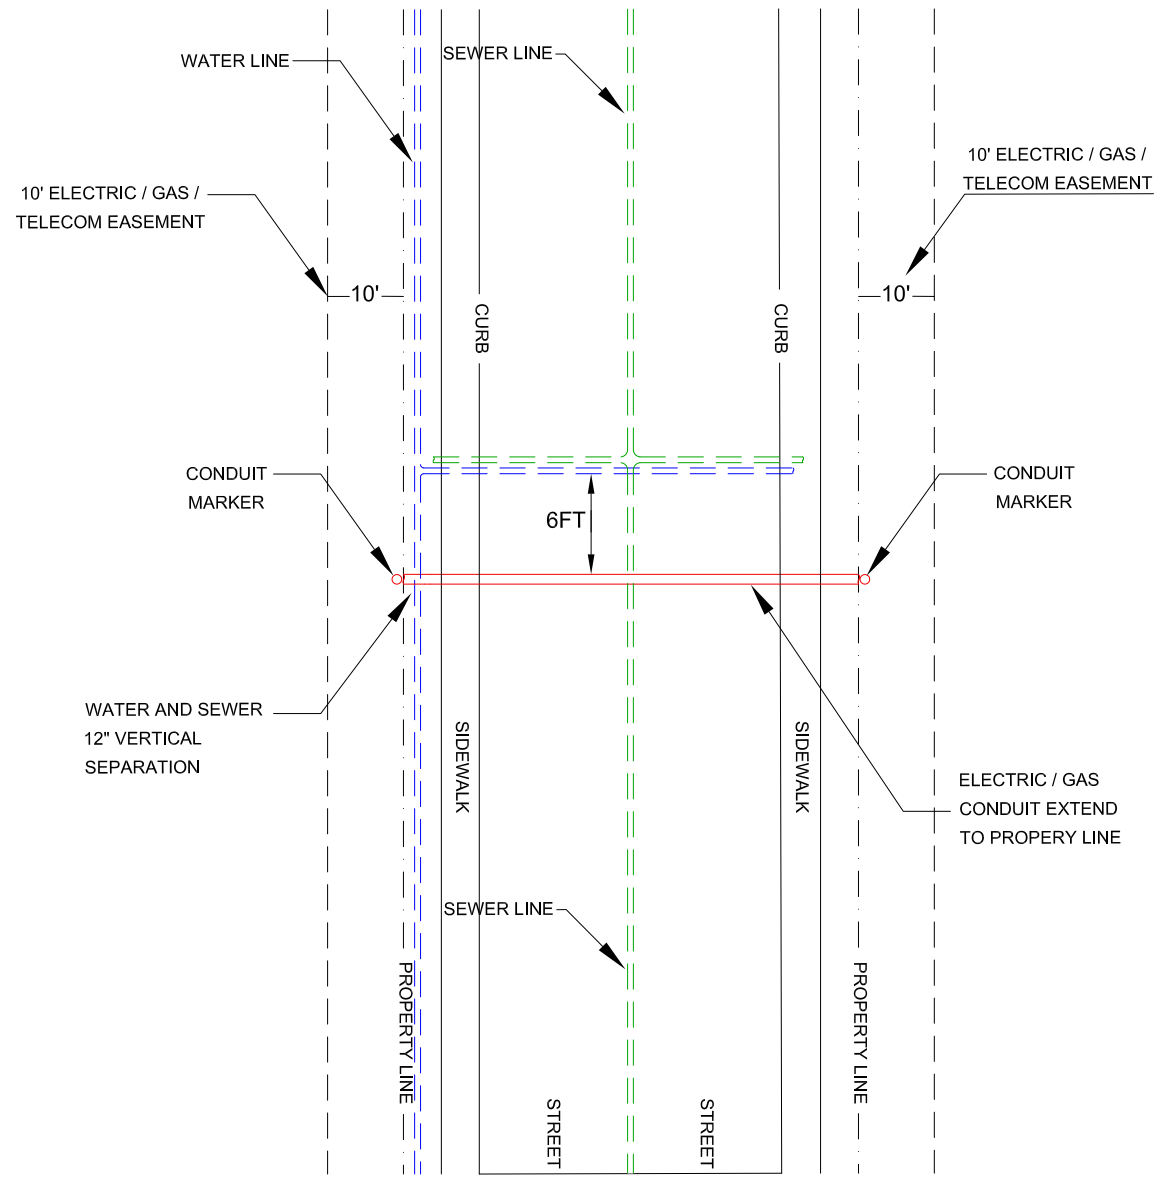 WATER LINE
SEWER LINE
10' ELECTRIC / GAS /
TELECOM EASEMENT
10' ELECTRIC / GAS /
TELECOM EASEMENT
10'
10'
CURB
CURB
CONDUIT
MARKER
6FT
CONDUIT
MARKER
WATER AND SEWER
12" VERTICAL
SEPARATION
SIDEWALK
SIDEWALK
ELECTRIC / GAS
CONDUIT EXTEND
TO PROPERY LINE
SEWER LINE
PROPERTY LINE
PROPERTY LINE
STREET
STREET